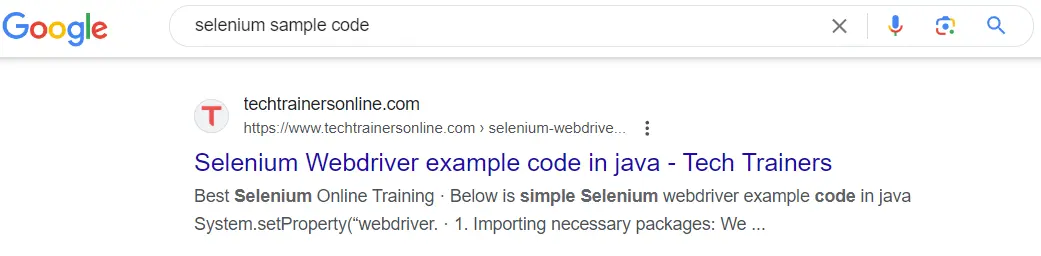 Google
selenium sample code
T
techtrainersonline.com
https://www.techtrainersonline.com › selenium-webdrive...
Selenium Webdriver example code in java - Tech Trainers
Best Selenium Online Training · Below is simple Selenium webdriver example code in java
System.setProperty(“webdriver. · 1. Importing necessary packages: We ...